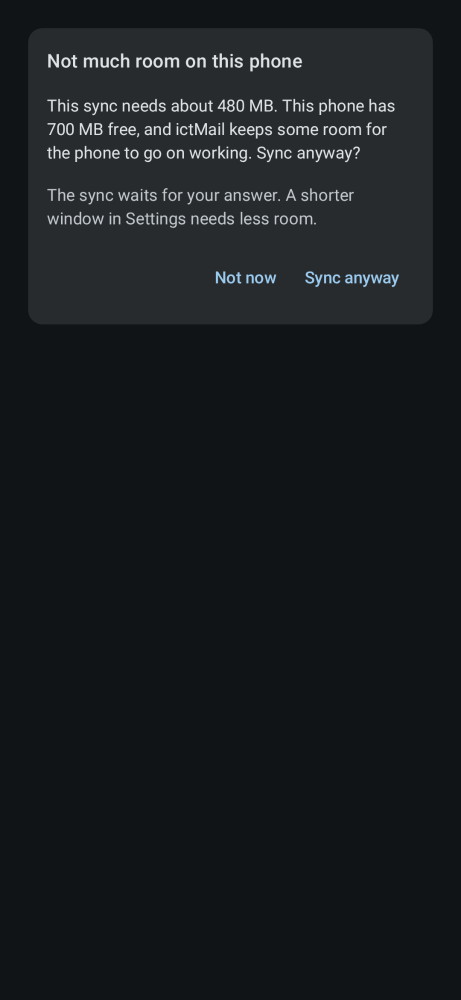 Not much room on this phone
This sync needs about 480 MB. This phone has
700 MB free, and ictMail keeps some room for
the phone to go on working. Sync anyway?
The sync waits for your answer. A shorter
window in Settings needs less room.
Not now Sync anyway